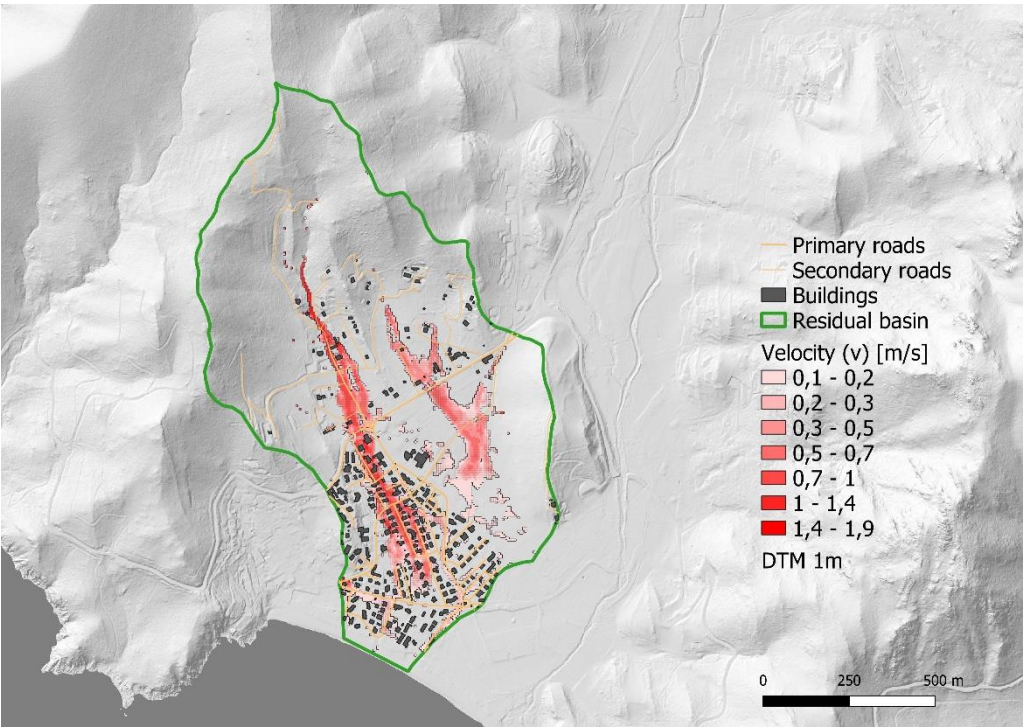 Primary roads
Secondary roads
Buildings
Residual basin
Velocity (v) [m/s]
0,1 - 0,2
0,2 - 0,3
0,3 - 0,5
0,5 - 0,7
0,7 - 1
1 - 1,4
1,4 - 1,9
DTM 1m
0 250 500 m